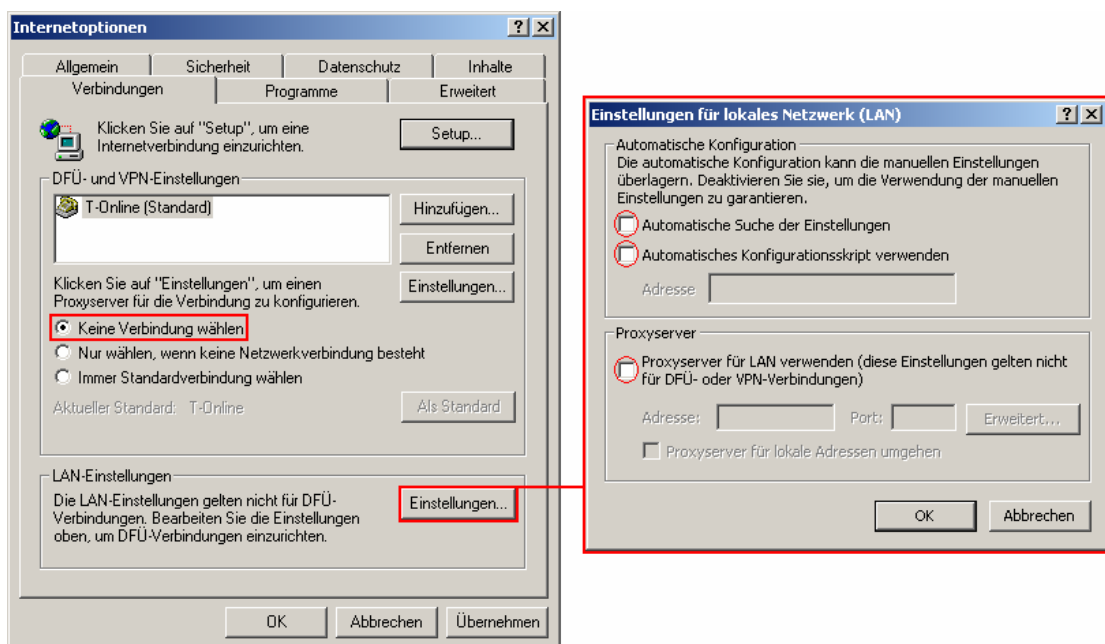 Internetoptionen
Allgemein
Sicherheit
Datenschutz
Inhalte
Verbindungen
Programme
Erweitert
Klicken Sie auf "Setup", um eine
Internetverbindung einzurichten.
Setup...
DFÜ- und VPN-Einstellungen
T-Online (Standard)
Hinzufügen...
Entfernen
Klicken Sie auf "Einstellungen", um einen
Proxyserver für die Verbindung zu konfigurieren.
Einstellungen...
Keine Verbindung wählen
Nur wählen, wenn keine Netzwerkverbindung besteht
Immer Standardverbindung wählen
Aktueller Standard: T-Online
Als Standard
LAN-Einstellungen
Die LAN-Einstellungen gelten nicht für DFÜ-
Verbindungen. Bearbeiten Sie die Einstellungen
oben, um DFÜ-Verbindungen einzurichten.
Einstellungen...
OK
Abbrechen
Übernehmen
Einstellungen für lokales Netzwerk (LAN)
Automatische Konfiguration
Die automatische Konfiguration kann die manuellen Einstellungen
überlagern. Deaktivieren Sie sie, um die Verwendung der manuellen
Einstellungen zu garantieren.
Automatische Suche der Einstellungen
Automatisches Konfigurationsskript verwenden
Adresse
Proxyserver
Proxyserver für LAN verwenden (diese Einstellungen gelten nicht
für DFÜ- oder VPN-Verbindungen)
Adresse:
Port:
Erweitert...
Proxyserver für lokale Adressen umgehen
OK
Abbrechen